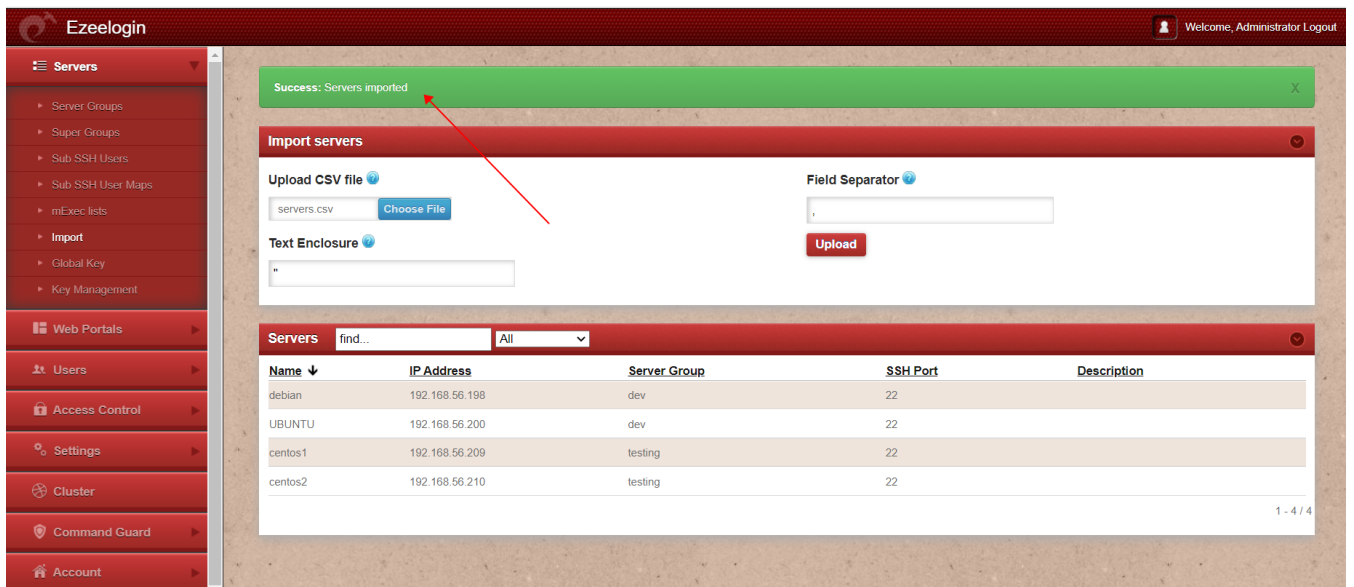 Ezeelogin
Welcome, Administrator Logout
Servers
Server Groups
Super Groups
Sub SSH Users
Sub SSH User Maps
mExec lists
Import
Global Key
Key Management
Web Portals
Users
Access Control
Settings
Cluster
Command Guard
Account
Success: Servers imported X
Import servers
Upload CSV file ? Field Separator ?
servers.csv Choose File ,
Text Enclosure ? Upload
"
Servers find... All
Name IP Address Server Group SSH Port Description
debian 192.168.56.198 dev 22
UBUNTU 192.168.56.200 dev 22
centos1 192.168.56.209 testing 22
centos2 192.168.56.210 testing 22
1 - 4 / 4